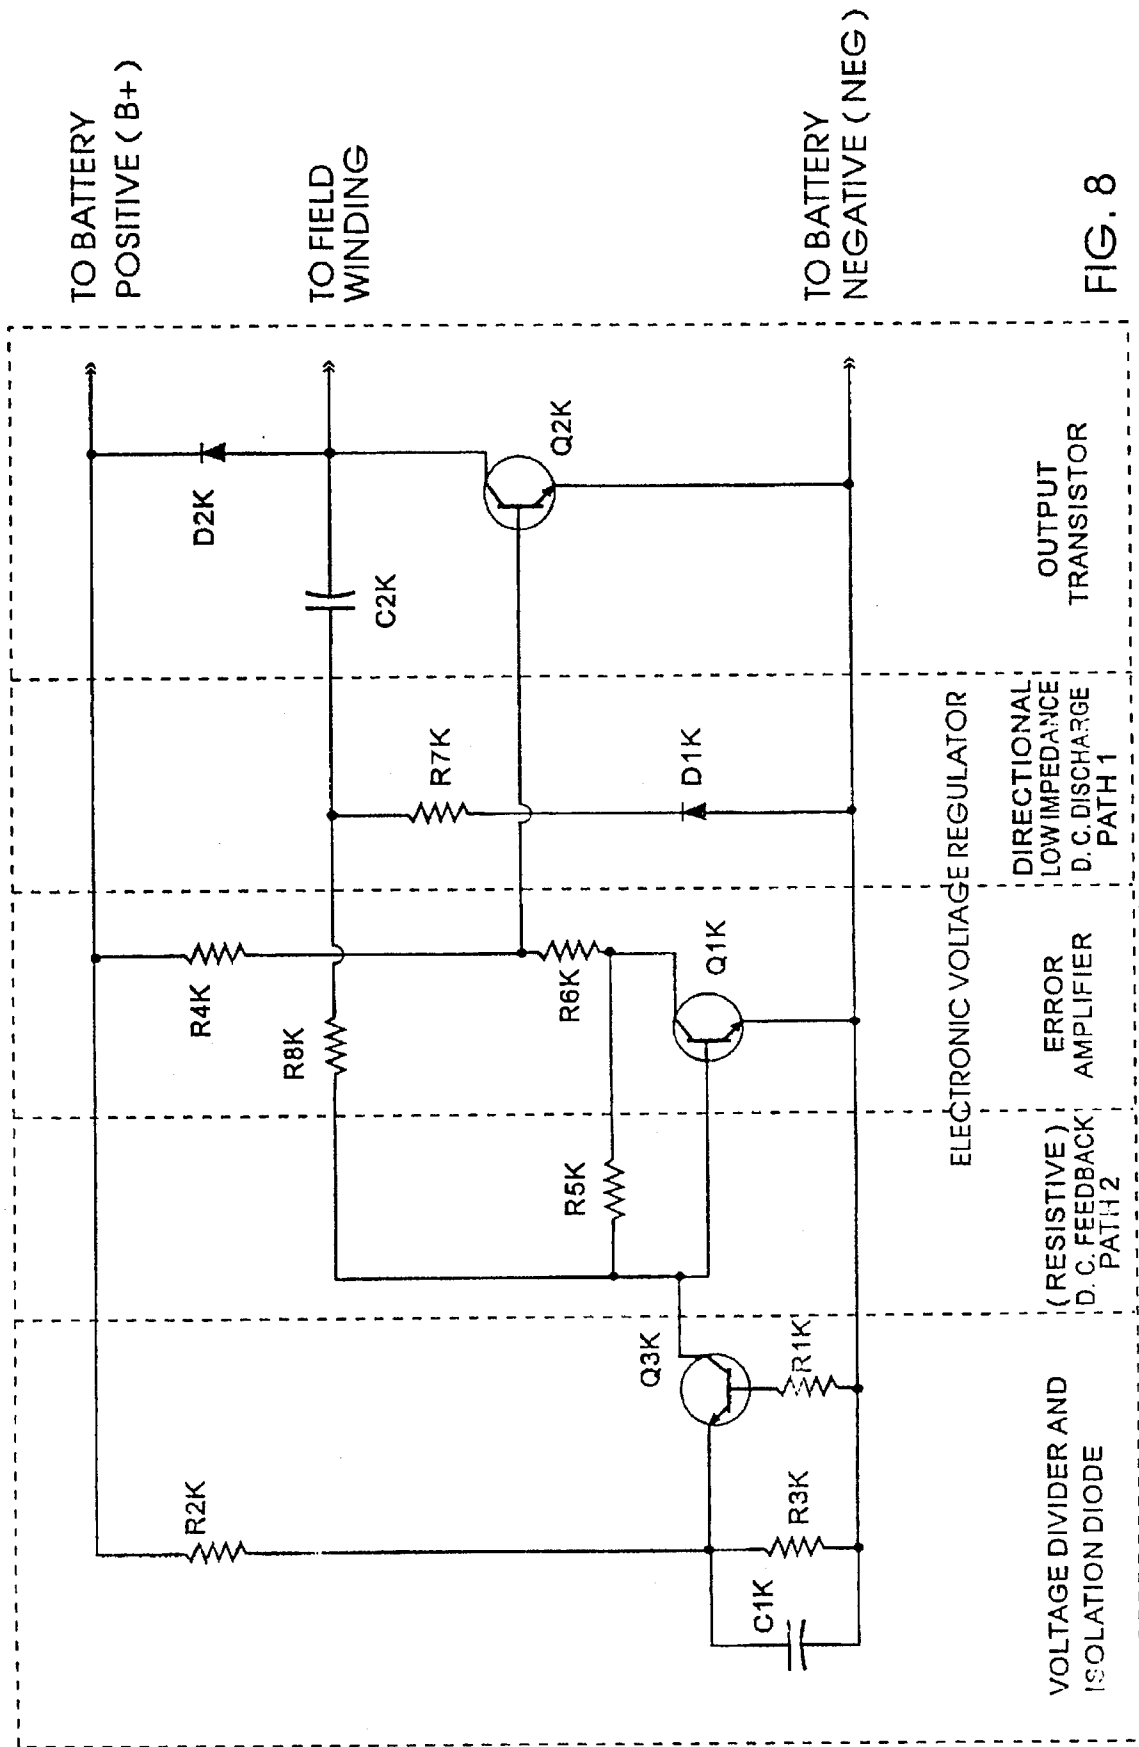 TO BATTERY
POSITIVE ( B+ )
TO FIELD
WINDING
TO BATTERY
NEGATIVE ( NEG )
FIG. 8
R2K
R4K
D2K
R8K
C2K
R7K
Q2K
R5K
R6K
D1K
Q3K
Q1K
C1K
R3K
R1K
ELECTRONIC VOLTAGE REGULATOR
VOLTAGE DIVIDER AND
ISOLATION DIODE
( RESISTIVE )
D. C. FEEDBACK
PATH 2
ERROR
AMPLIFIER
DIRECTIONAL
LOW IMPEDANCE
D. C. DISCHARGE
PATH 1
OUTPUT
TRANSISTOR